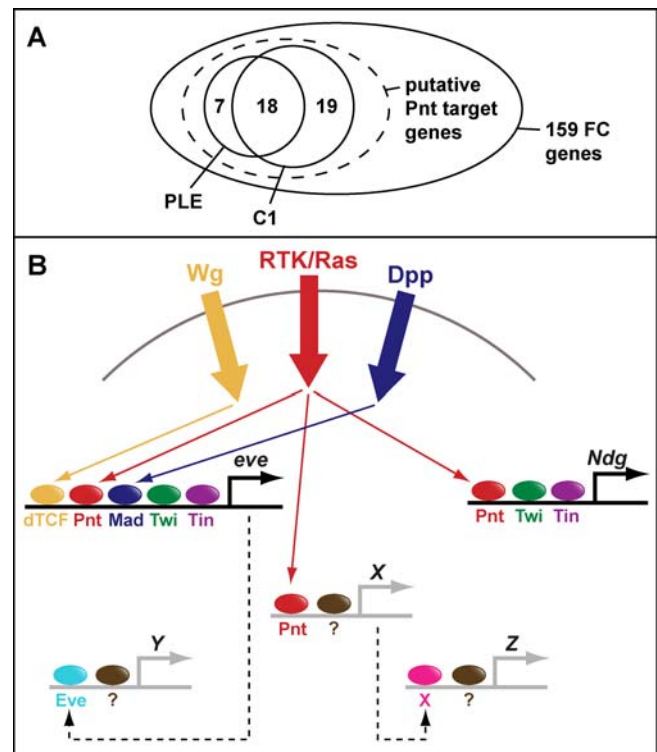 A
7 18 19
putative
Pnt target
genes
159 FC
genes
PLE
C1
B
Wg RTK/Ras Dpp
eve
dTCF Pnt Mad Twi Tin
Ndg
Pnt Twi Tin
X
Pnt ?
Y
Eve ?
Z
X ?